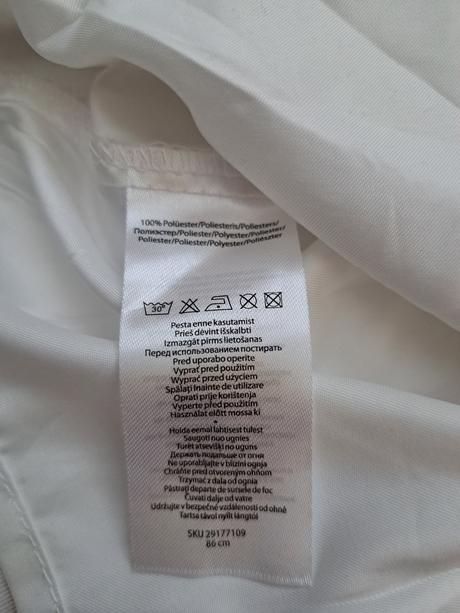 100% Polüester/Poliesteris/Poliesters/
Полиэстер/Poliester/Polyester/Poliester/
Poliester/Poliester/Polyester/Poliészter
30°
Pesta enne kasutamist
Prieš dėvint išskalbti
Izmazgāt pirms lietošanas
Перед использованием постирать
Pred uporabo operite
Vyprať pred použitím
Wyprać przed użyciem
Spălați înainte de utilizare
Oprati prije korištenja
Vyperte před použitím
Használat előtt mossa ki
Hoida eemal lahtisest tulest
Saugoti nuo ugnies
Turēt atsevišķi no uguns
Держать подальше от огня
Ne uporabljajte v bližini ognja
Chráňte pred otvoreným ohňom
Trzymać z dala od ognia
Păstrați departe de sursele de foc
Čuvati dalje od vatre
Udržujte v bezpečné vzdálenosti od ohně
Tartsa távol nyílt lángtól
SKU 29177109
86 cm